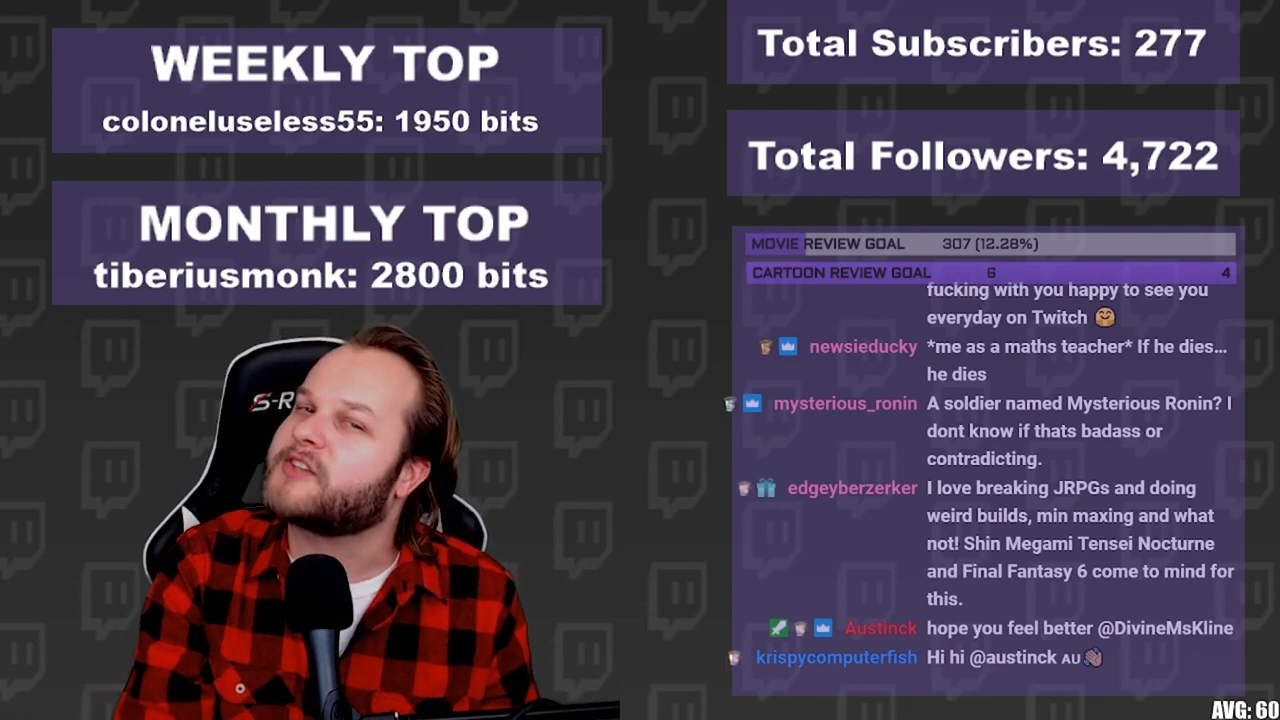 WEEKLY TOP
coloneluseless55: 1950 bits
MONTHLY TOP
tiberiusmonk: 2800 bits
S-R
Total Subscribers: 277
Total Followers: 4,722
MOVIE REVIEW GOAL 307 (12.28%)
CARTOON REVIEW GOAL 6 4
fucking with you happy to see you
everyday on Twitch 🤗
newsieducky *me as a maths teacher* If he dies...
he dies
mysterious_ronin A soldier named Mysterious Ronin? I
dont know if thats badass or
contradicting.
edgeyberzerker I love breaking JRPGs and doing
weird builds, min maxing and what
not! Shin Megami Tensei Nocturne
and Final Fantasy 6 come to mind for
this.
Austinck hope you feel better @DivineMsKline
krispycomputerfish Hi hi @austinck AU👋🏽
AVG: 60